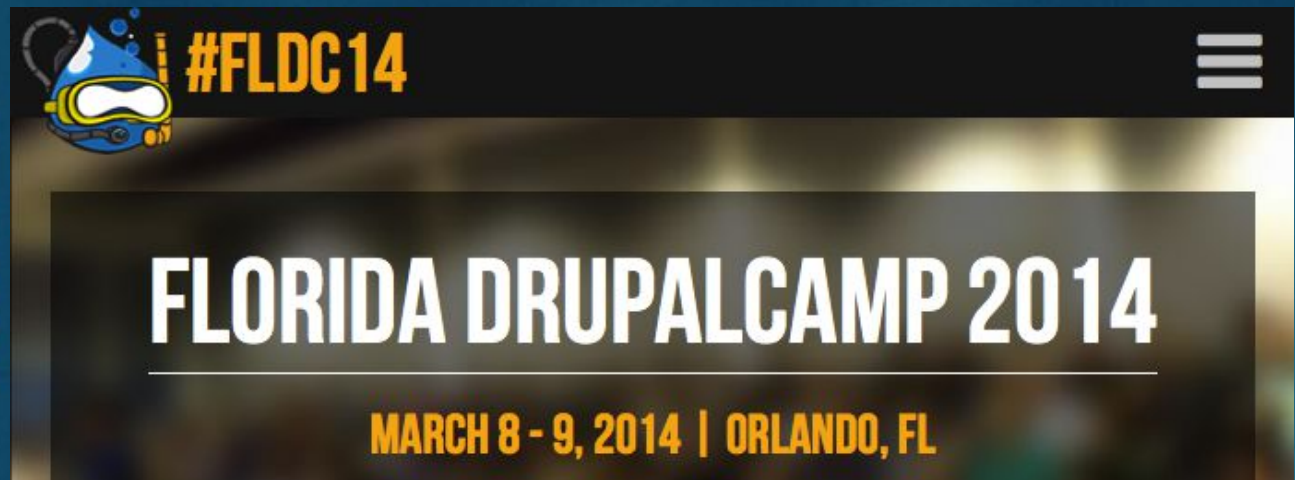 #FLDC14
FLORIDA DRUPALCAMP 2014
MARCH 8 - 9, 2014 | ORLANDO, FL